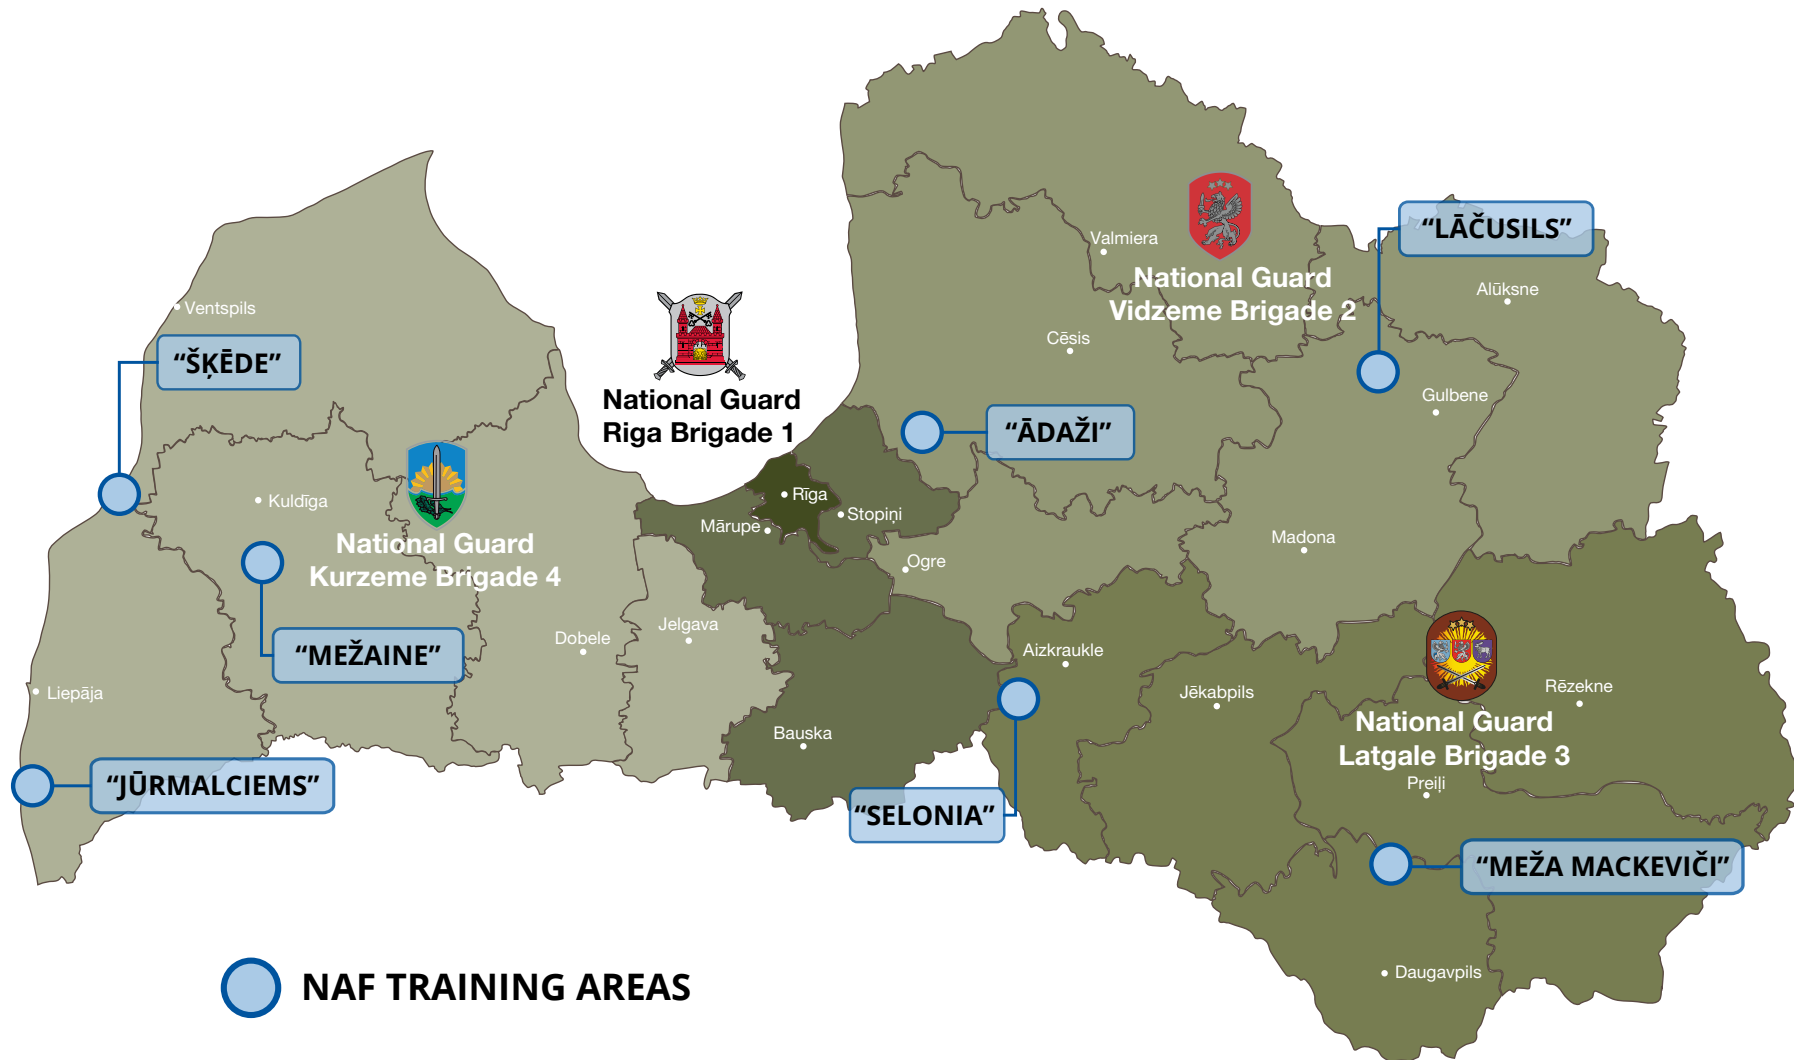 “LĀČUSILS”
Valmiera
National Guard
Vidzeme Brigade 2
Alūksne
Ventspils
“ŠĶĒDE”
Cēsis
National Guard
Riga Brigade 1
Gulbene
“ĀDAŽI”
Kuldīga
Rīga
Stopiņi
Mārupe
National Guard
Kurzeme Brigade 4
Madona
Ogre
Dobele
Jelgava
“MEŽAINE”
Aizkraukle
Liepāja
Jēkabpils
Rēzekne
National Guard
Latgale Brigade 3
Bauska
Preiļi
“JŪRMALCIEMS”
“SELONIA”
“MEŽA MACKEVIČI”
Daugavpils
NAF TRAINING AREAS